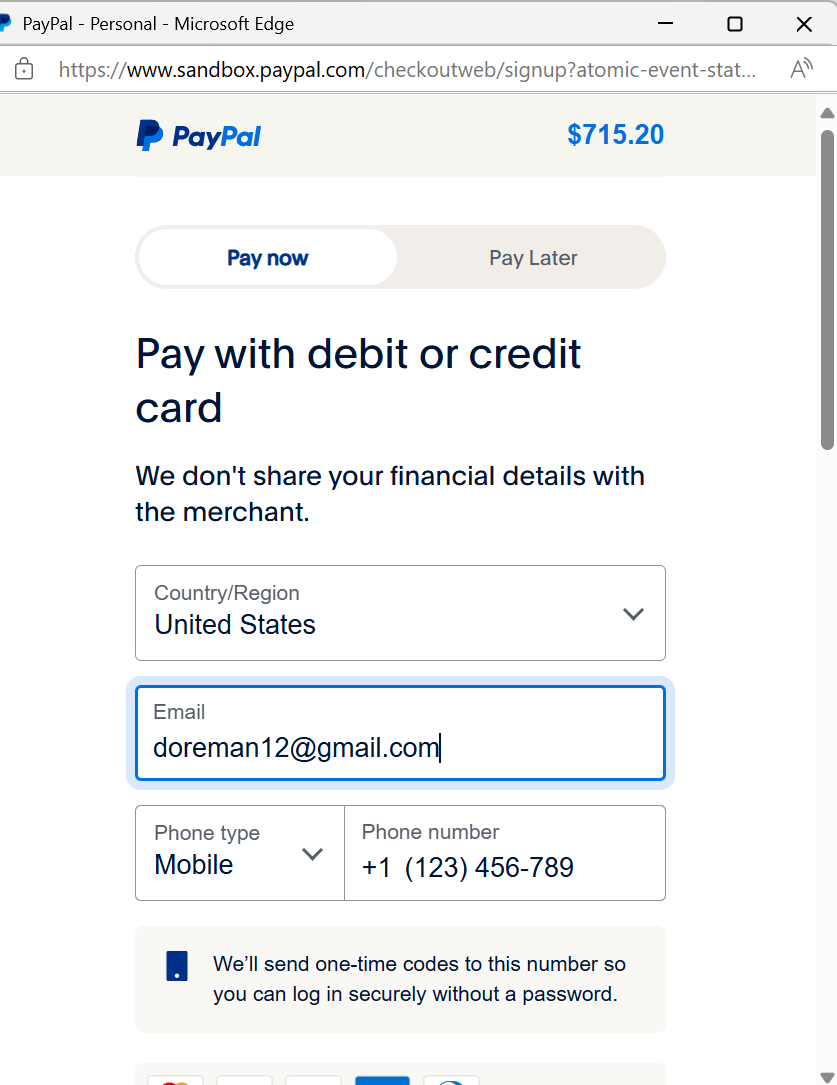 PayPal - Personal - Microsoft Edge
https://www.sandbox.paypal.com/checkoutweb/signup?atomic-event-stat...
PayPal
$715.20
Pay now
Pay Later
Pay with debit or credit
card
We don't share your financial details with
the merchant.
Country/Region
United States
Email
doreman12@gmail.com
Phone type
Mobile
Phone number
+1 (123) 456-789
We’ll send one-time codes to this number so
you can log in securely without a password.